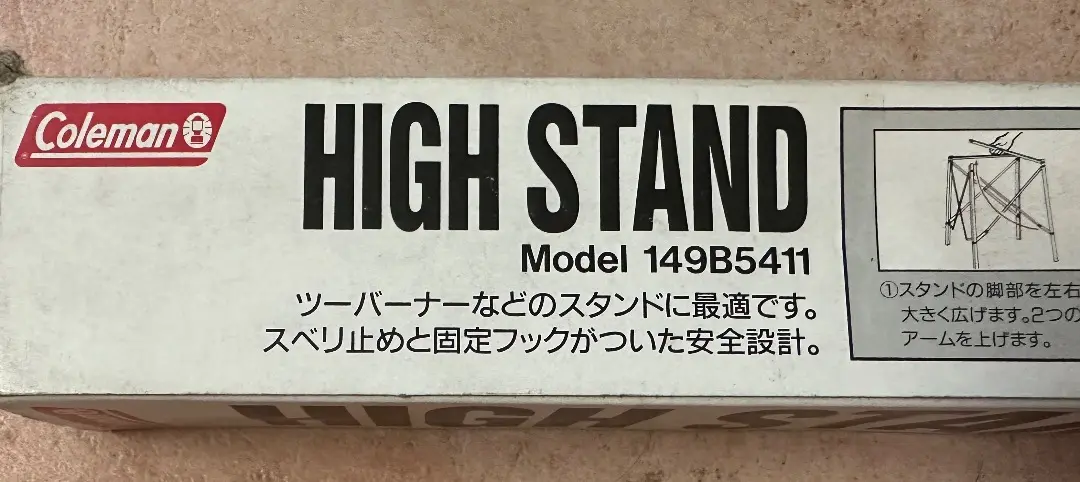 Coleman
HIGH STAND
Model 149B5411
ツーバーナーなどのスタンドに最適です。
スベリ止めと固定フックがついた安全設計。
①スタンドの脚部を左右
大きく広げます。2つの
アームを上げます。
HIGH STAN